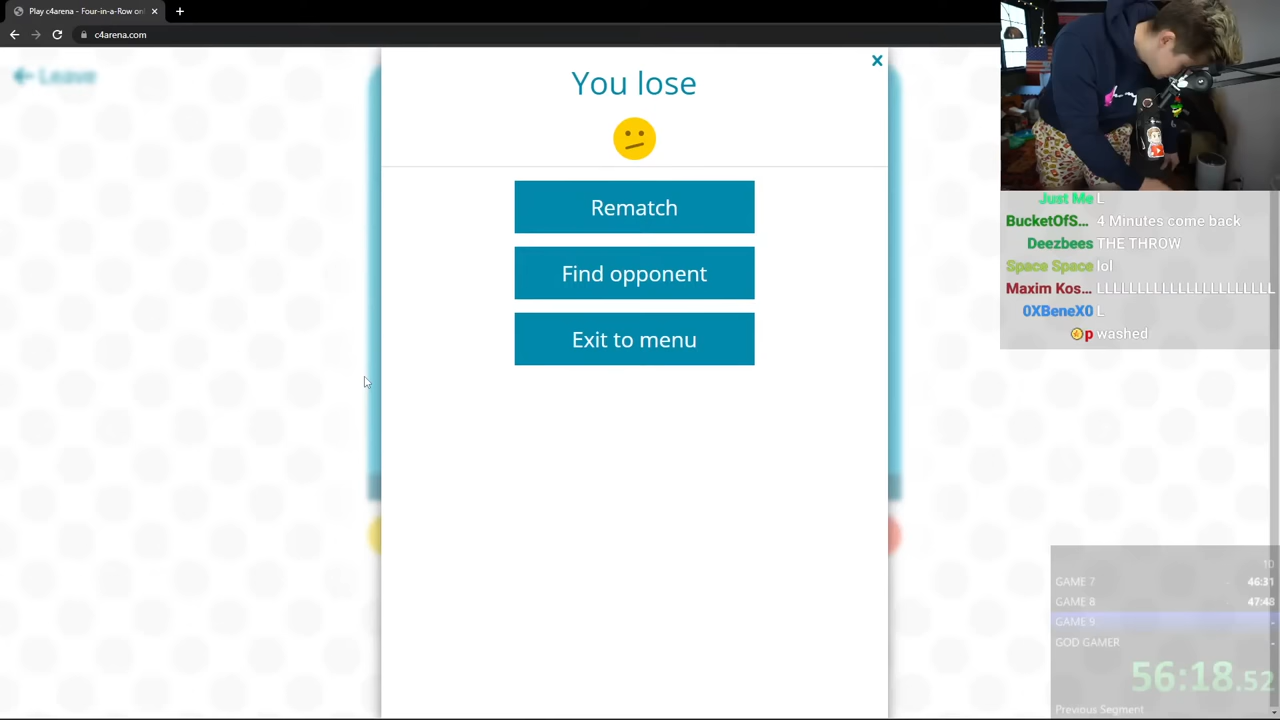 Play c4arena - Four-in-a-Row onl
c4arena.com
Leave
You lose
Rematch
Find opponent
Exit to menu
Just Me L
BucketOfS... 4 Minutes come back
Deezbees THE THROW
Space Space lol
Maxim Kos... LLLLLLLLLLLLLLLLLLLLL
0XBeneX0 L
p washed
10
GAME 7 - 46:31
GAME 8 - 47:48
GAME 9 -
GOD GAMER -
56:18.52
Previous Segment -